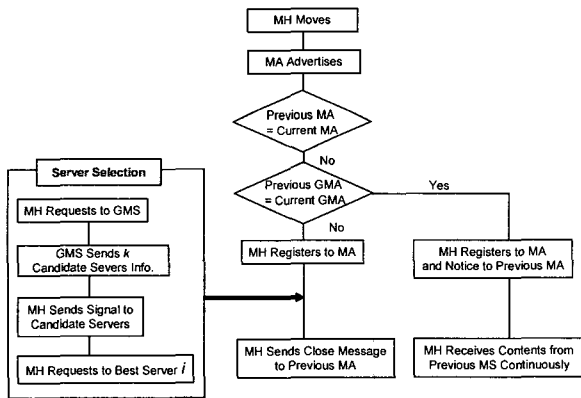 MH Moves
MA Advertises
Previous MA
= Current MA
No
Previous GMA
= Current GMA
Yes
No
MH Registers to MA
MH Registers to MA
and Notice to Previous MA
MH Sends Close Message
to Previous MA
MH Receives Contents from
Previous MS Continuously
Server Selection
MH Requests to GMS
GMS Sends k
Candidate Severs Info.
MH Sends Signal to
Candidate Servers
MH Requests to Best Server i